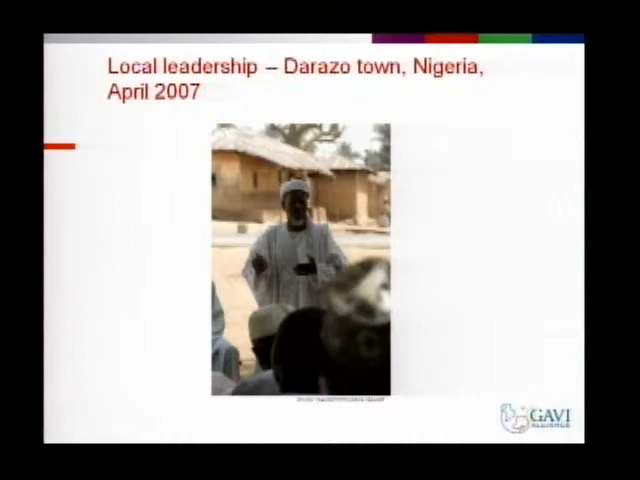 Local leadership – Darazo town, Nigeria,
April 2007
GAVI
ALLIANCE